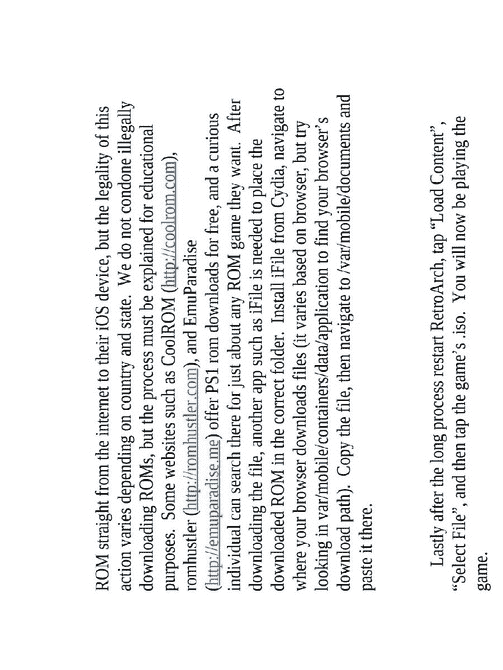 ROM straight from the internet to their iOS device, but the legality of this
action varies depending on country and state.  We do not condone illegally
downloading ROMs, but the process must be explained for educational
purposes.  Some websites such as CoolROM (http://coolrom.com),
romhustler (http://romhustler.com), and EmuParadise
(http://emuparadise.me) offer PS1 rom downloads for free, and a curious
individual can search there for just about any ROM game they want.  After
downloading the file, another app such as iFile is needed to place the
downloaded ROM in the correct folder.  Install iFile from Cydia, navigate to
where your browser downloads files (it varies based on browser, but try
looking in var/mobile/containers/data/application to find your browser's
download path).  Copy the file, then navigate to /var/mobile/documents and
paste it there.
Lastly after the long process restart RetroArch, tap “Load Content”,
“Select File”, and then tap the game's .iso.  You will now be playing the
game.